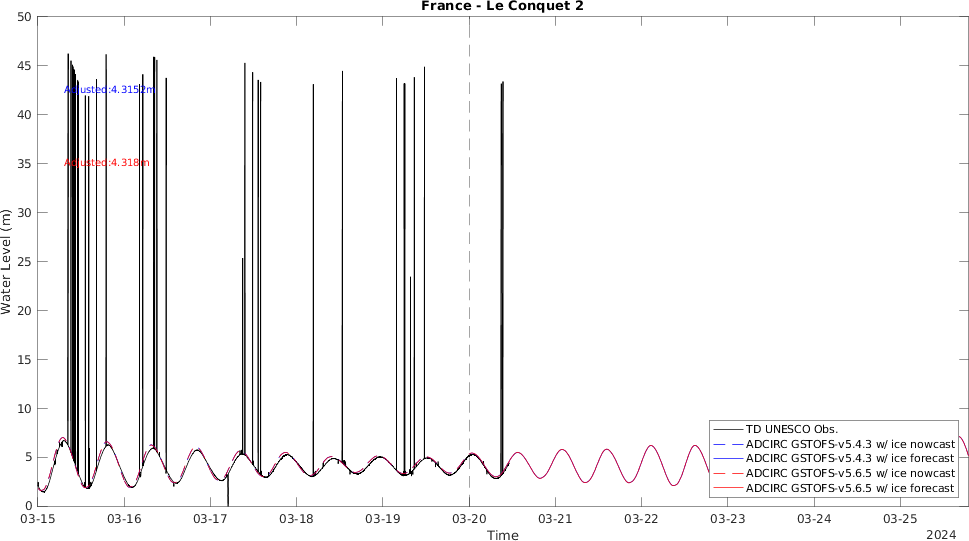 France - Le Conquet 2
50
45
40
35
30
25
20
15
10
5
0
Water Level (m)
Adjusted:4.3152m
Adjusted:4.318m
TD UNESCO Obs.
ADCIRC GSTOFS-v5.4.3 w/ ice nowcast
ADCIRC GSTOFS-v5.4.3 w/ ice forecast
ADCIRC GSTOFS-v5.6.5 w/ ice nowcast
ADCIRC GSTOFS-v5.6.5 w/ ice forecast
03-15 03-16 03-17 03-18 03-19 03-20 03-21 03-22 03-23 03-24 03-25
Time
2024